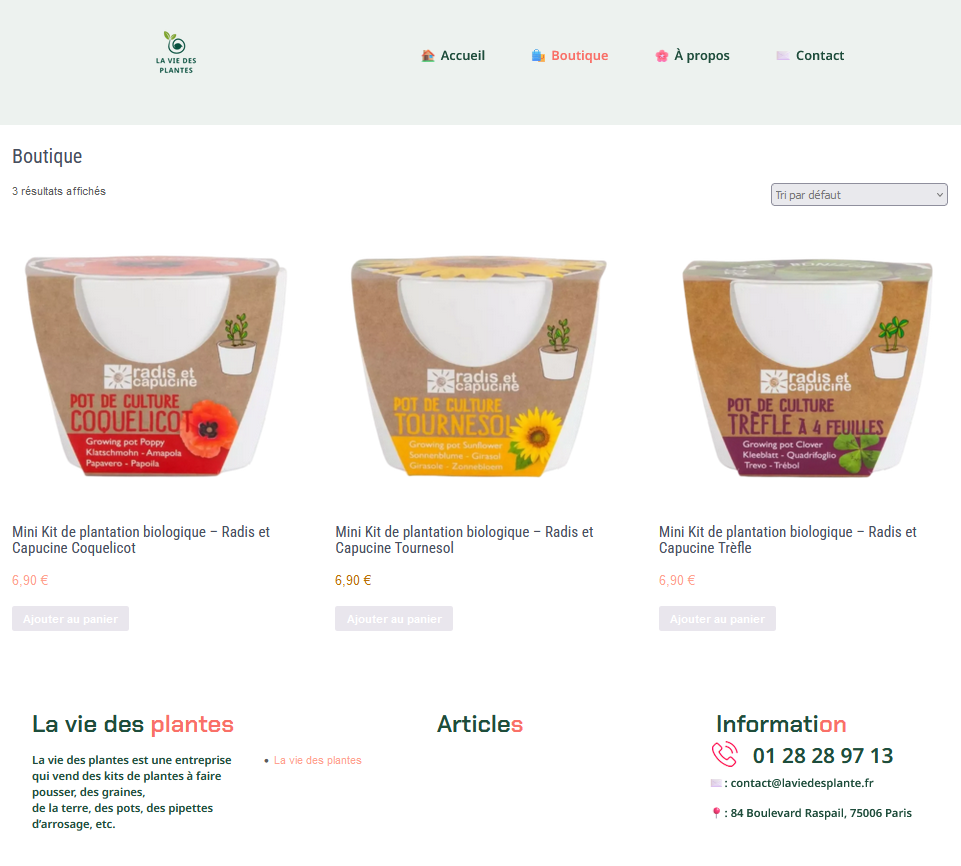 LA VIE DES
PLANTES
Accueil
Boutique
À propos
Contact
Boutique
3 résultats affichés
Tri par défaut
radis et
capucine
POT DE CULTURE
COQUELICOT
Growing pot Poppy
Klatschmohn - Amapola
Papavero - Papoila
radis et
capucine
POT DE CULTURE
TOURNESOL
Growing pot Sunflower
Sonnenblume - Girasol
Girasole - Zonnebloem
radis et
capucine
POT DE CULTURE
TRÈFLE À 4 FEUILLES
Growing pot Clover
Kleeblatt - Quadrifoglio
Trevo - Trébol
Mini Kit de plantation biologique – Radis et
Capucine Coquelicot
6,90 €
Ajouter au panier
Mini Kit de plantation biologique – Radis et
Capucine Tournesol
6,90 €
Ajouter au panier
Mini Kit de plantation biologique – Radis et
Capucine Trèfle
6,90 €
Ajouter au panier
La vie des plantes
La vie des plantes est une entreprise
qui vend des kits de plantes à faire
pousser, des graines,
de la terre, des pots, des pipettes
d’arrosage, etc.
• La vie des plantes
Articles
Information
01 28 28 97 13
: contact@laviedesplante.fr
: 84 Boulevard Raspail, 75006 Paris